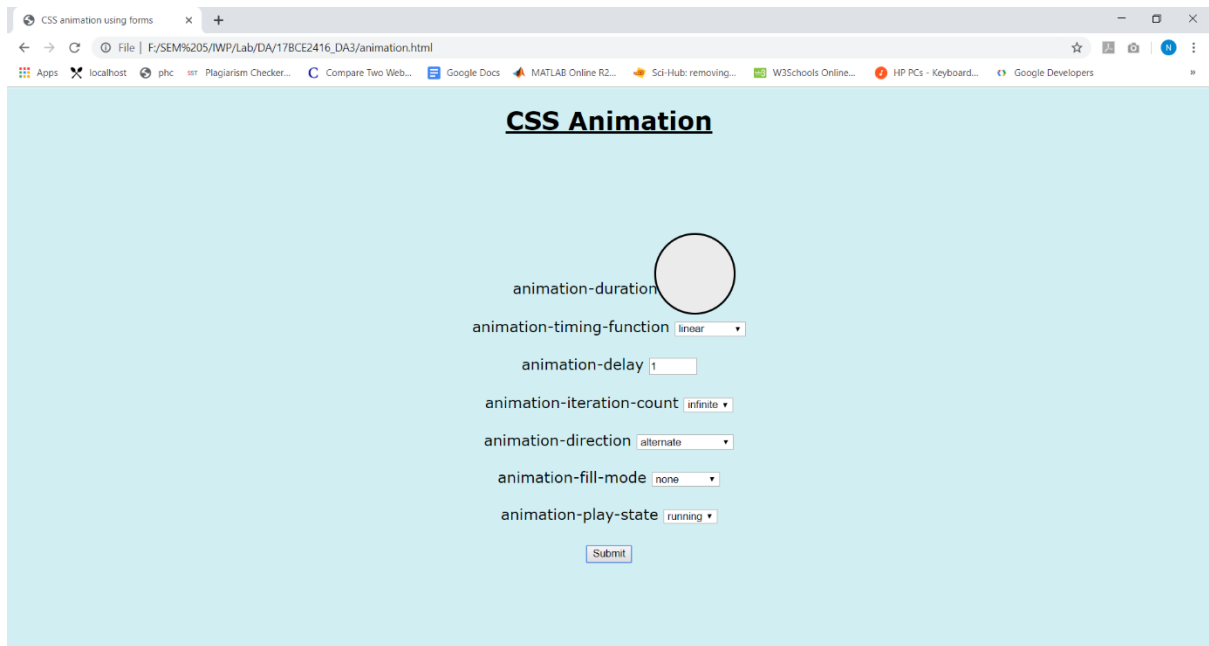 CSS animation using forms
File | F:/SEM%205/IWP/Lab/DA/17BCE2416_DA3/animation.html
Apps localhost phc Plagiarism Checker... Compare Two Web... Google Docs MATLAB Online R2... Sci-Hub: removing... W3Schools Online... HP PCs - Keyboard... Google Developers »
CSS Animation
animation-duration
animation-timing-function linear
animation-delay 1
animation-iteration-count infinite
animation-direction alternate
animation-fill-mode none
animation-play-state running
Submit